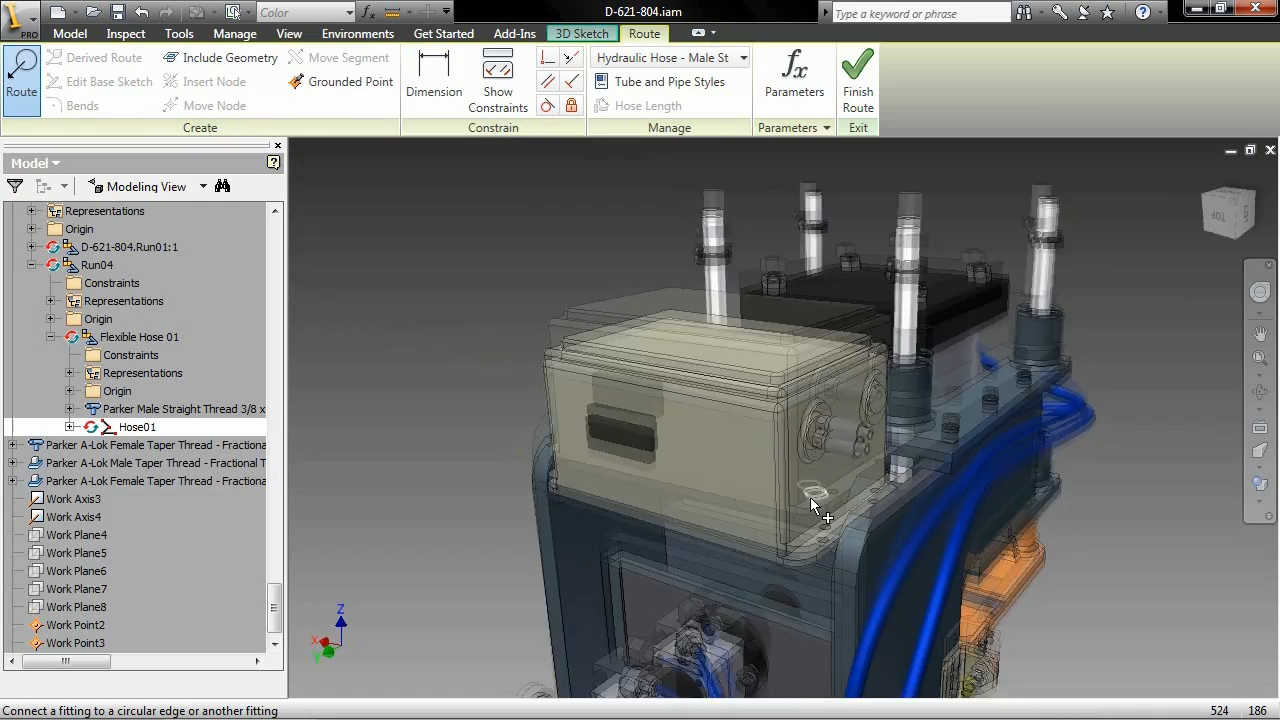 Color
D-621-804.iam
Type a keyword or phrase
PRO
Model Inspect Tools Manage View Environments Get Started Add-Ins 3D Sketch Route
Route
Derived Route
Edit Base Sketch
Bends
Include Geometry
Insert Node
Move Node
Move Segment
Grounded Point
Create
Dimension
Show
Constraints
Constrain
Hydraulic Hose - Male St
Tube and Pipe Styles
Hose Length
Manage
fx
Parameters
Parameters
Finish
Route
Exit
Model
Modeling View
Representations
Origin
D-621-804.Run01:1
Run04
Constraints
Representations
Origin
Flexible Hose 01
Constraints
Representations
Origin
Parker Male Straight Thread 3/8 x
Hose01
Parker A-Lok Female Taper Thread - Fractional
Parker A-Lok Male Taper Thread - Fractional T
Parker A-Lok Female Taper Thread - Fractional
Work Axis3
Work Axis4
Work Plane4
Work Plane5
Work Plane6
Work Plane7
Work Plane8
Work Point2
Work Point3
TOP
Z
X
Y
Connect a fitting to a circular edge or another fitting
524 186